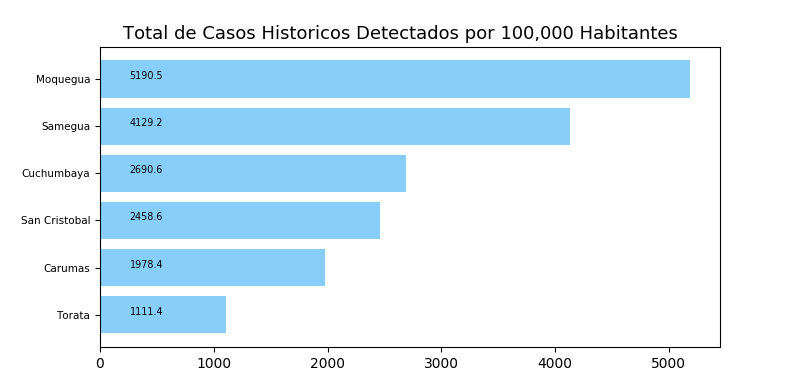 Total de Casos Historicos Detectados por 100,000 Habitantes
Moquegua 5190.5
Samegua 4129.2
Cuchumbaya 2690.6
San Cristobal 2458.6
Carumas 1978.4
Torata 1111.4
0 1000 2000 3000 4000 5000